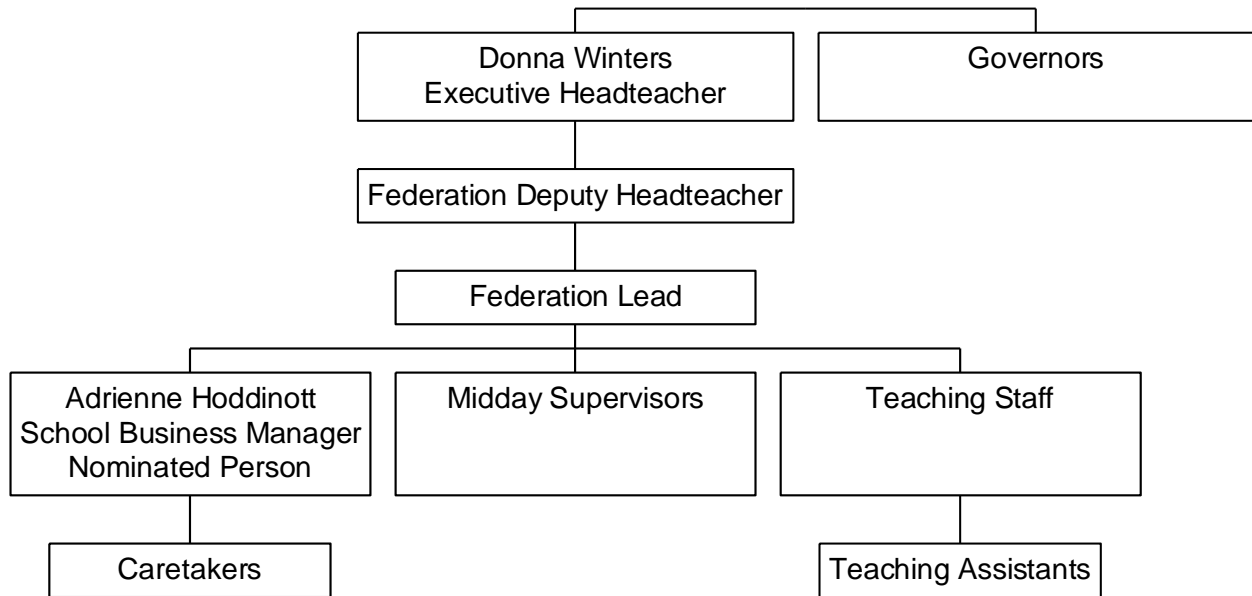 Donna Winters
Executive Headteacher
Governors
Federation Deputy Headteacher
Federation Lead
Adrienne Hoddinott
School Business Manager
Nominated Person
Midday Supervisors
Teaching Staff
Caretakers
Teaching Assistants